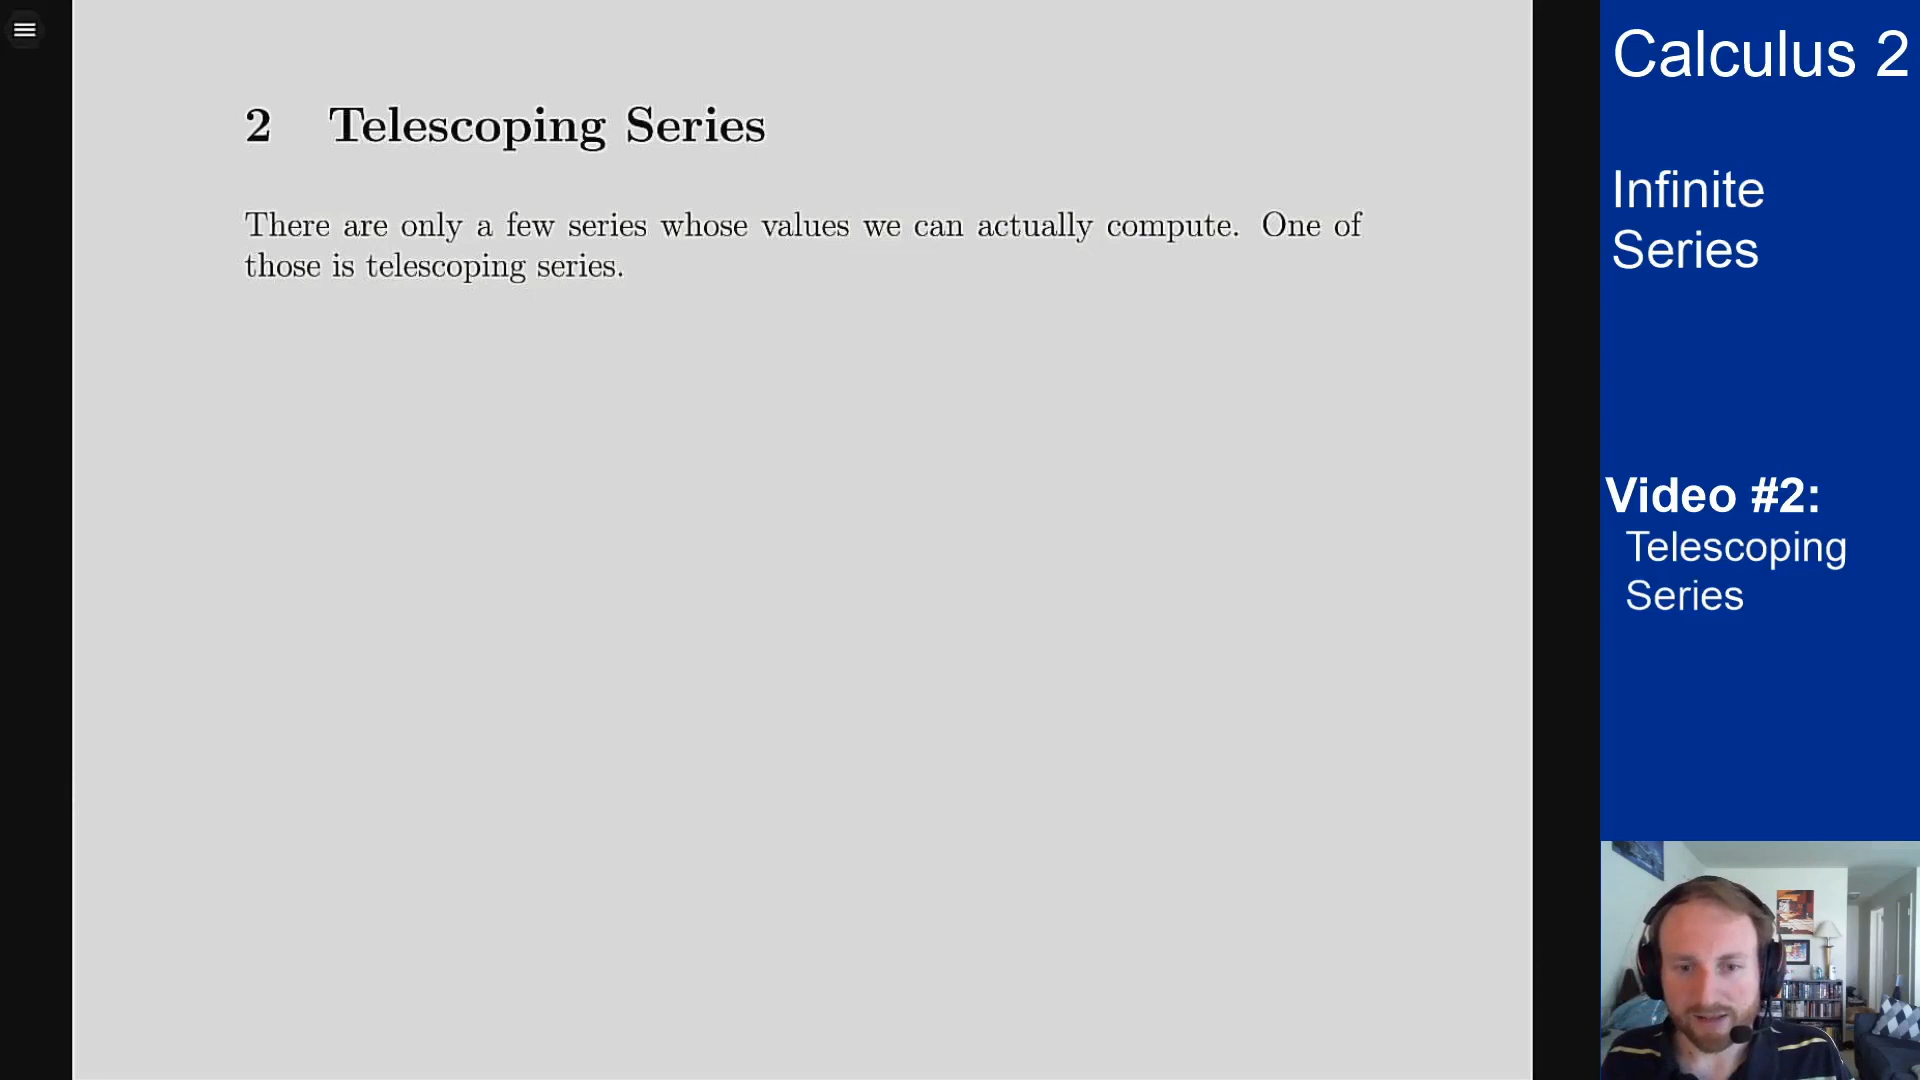 2 Telescoping Series
There are only a few series whose values we can actually compute. One of
those is telescoping series.
Calculus 2
Infinite
Series
Video #2:
Telescoping
Series